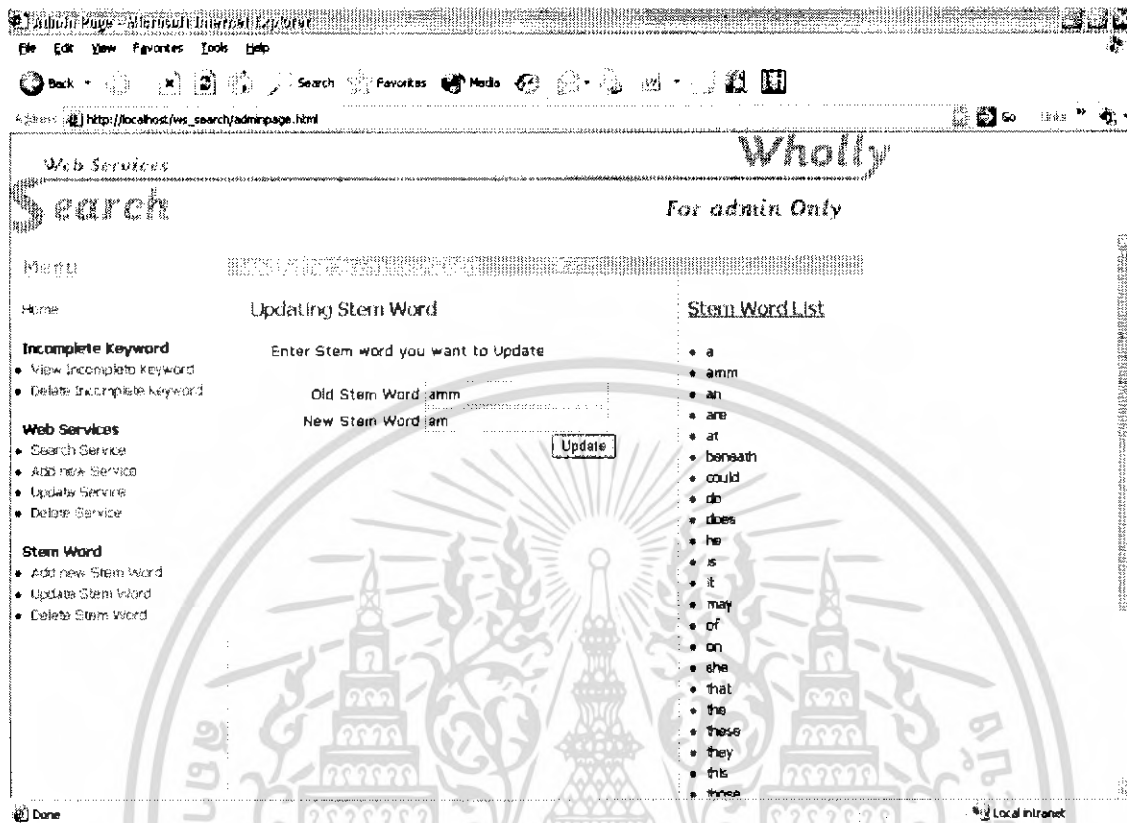 Admin Page - Microsoft Internet Explorer
File Edit View Favorites Tools Help
Back Search Favorites Media
Address http://localhost/ws_search/adminpage.html Go Links
Web Services
Search
Wholly
For admin Only
Menu
Home
Incomplete Keyword
View Incomplete Keyword
Delete Incomplete Keyword
Web Services
Search Service
Add new Service
Update Service
Delete Service
Stem Word
Add new Stem Word
Update Stem Word
Delete Stem Word
Updating Stem Word
Enter Stem word you want to Update
Old Stem Word amm
New Stem Word am
Update
Stem Word List
a
amm
an
are
at
beneath
could
do
does
he
is
it
may
of
on
she
that
the
these
they
this
those
Done
Local intranet